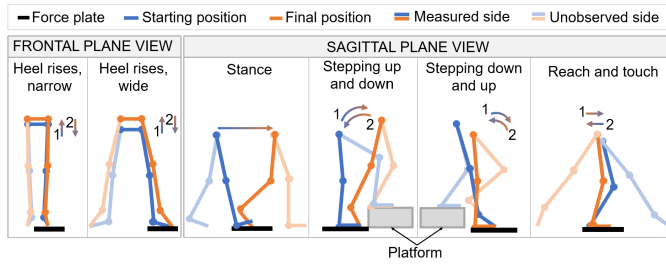 Force plate Starting position Final position Measured side Unobserved side
FRONTAL PLANE VIEW SAGITTAL PLANE VIEW
Heel rises, narrow
Heel rises, wide
Stance
Stepping up and down
Stepping down and up
Reach and touch
1 2
1 2
1 2
1 2
1 2
Platform